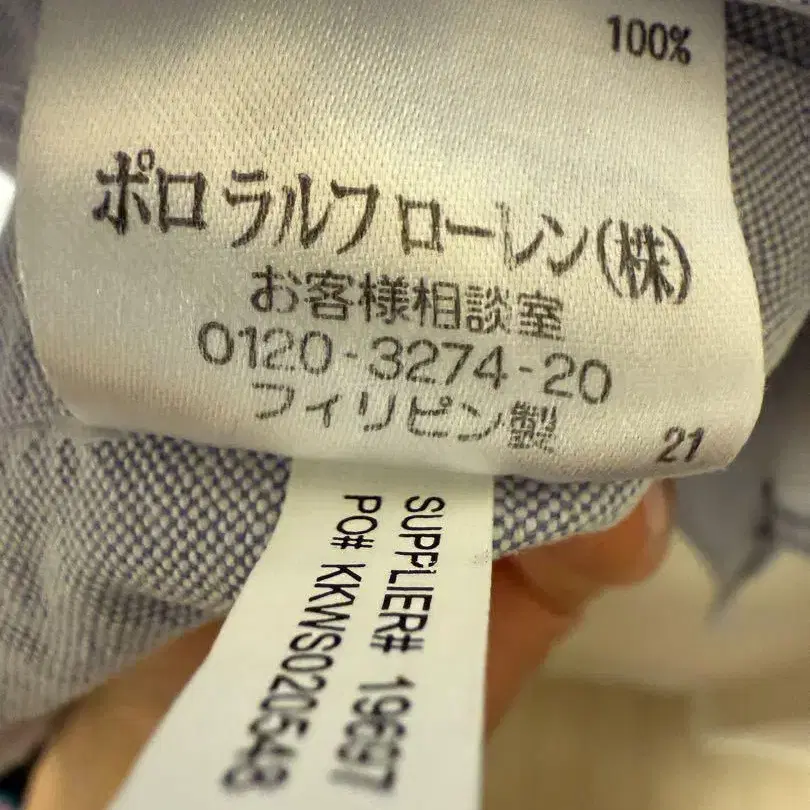 100%
ポロ ラルフ ローレン(株)
お客様相談室
0120-3274-20
フィリピン製
21
SUPPLIER# 19697
PO# KKWS020548